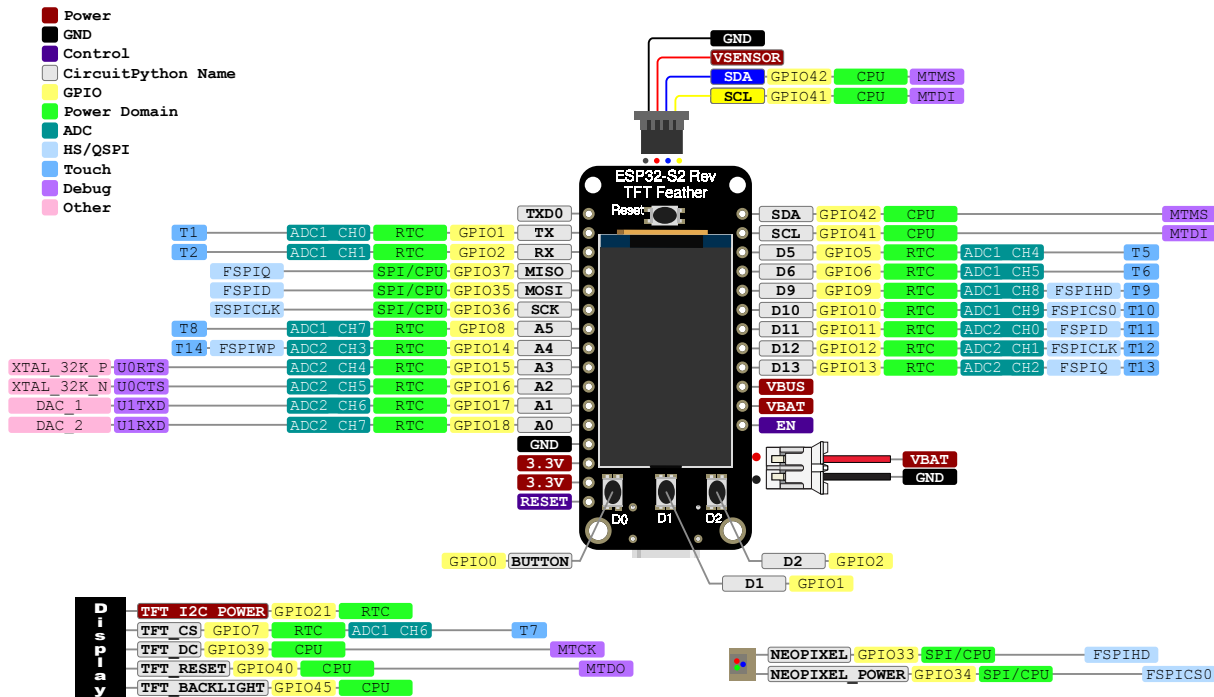 Power
GND
Control
CircuitPython Name
GPIO
Power Domain
ADC
HS/QSPI
Touch
Debug
Other
GND
VSENSOR
SDA GPIO42 CPU MTMS
SCL GPIO41 CPU MTDI
ESP32-S2 Rev
TFT Feather
Reset
TXD0
T1 ADC1 CH0 RTC GPIO1 TX
T2 ADC1 CH1 RTC GPIO2 RX
FSPIQ SPI/CPU GPIO37 MISO
FSPID SPI/CPU GPIO35 MOSI
FSPICLK SPI/CPU GPIO36 SCK
T8 ADC1 CH7 RTC GPIO8 A5
T14 FSPIWP ADC2 CH3 RTC GPIO14 A4
XTAL_32K_P U0RTS ADC2 CH4 RTC GPIO15 A3
XTAL_32K_N U0CTS ADC2 CH5 RTC GPIO16 A2
DAC_1 U1TXD ADC2 CH6 RTC GPIO17 A1
DAC_2 U1RXD ADC2 CH7 RTC GPIO18 A0
GND
3.3V
3.3V
RESET
SDA GPIO42 CPU MTMS
SCL GPIO41 CPU MTDI
D5 GPIO5 RTC ADC1 CH4 T5
D6 GPIO6 RTC ADC1 CH5 T6
D9 GPIO9 RTC ADC1 CH8 FSPIHD T9
D10 GPIO10 RTC ADC1 CH9 FSPICS0 T10
D11 GPIO11 RTC ADC2 CH0 FSPID T11
D12 GPIO12 RTC ADC2 CH1 FSPICLK T12
D13 GPIO13 RTC ADC2 CH2 FSPIQ T13
VBUS
VBAT
EN
VBAT
GND
D0 D1 D2
GPIO0 BUTTON
D2 GPIO2
D1 GPIO1
Display
TFT I2C POWER GPIO21 RTC
TFT_CS GPIO7 RTC ADC1 CH6 T7
TFT_DC GPIO39 CPU MTCK
TFT_RESET GPIO40 CPU MTDO
TFT_BACKLIGHT GPIO45 CPU
NEOPIXEL GPIO33 SPI/CPU FSPIHD
NEOPIXEL_POWER GPIO34 SPI/CPU FSPICS0